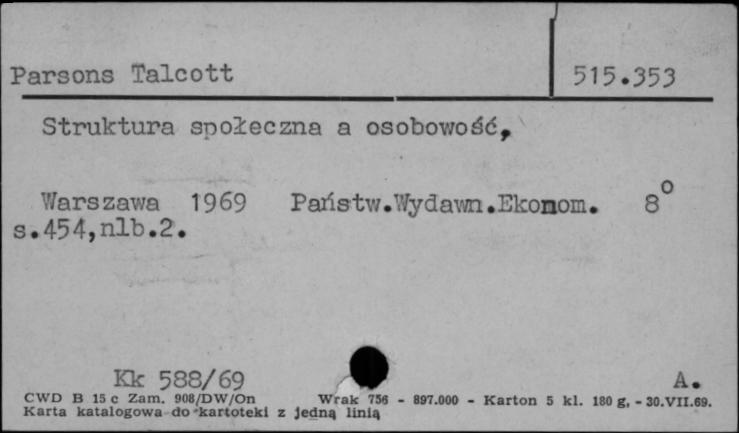 Parsons Talcott 515.353
Struktura społeczna a osobowość,
Warszawa 1969 Państw.Wydawn.Ekonom. 8°
s.454,nlb.2.
Kk 588/69 A.
CWD B 15 c Zam. 908/DW/On Wrak 756 - 897.000 - Karton 5 kl. 180 g, - 30.VII.69.
Karta katalogowa do kartoteki z jedną linią